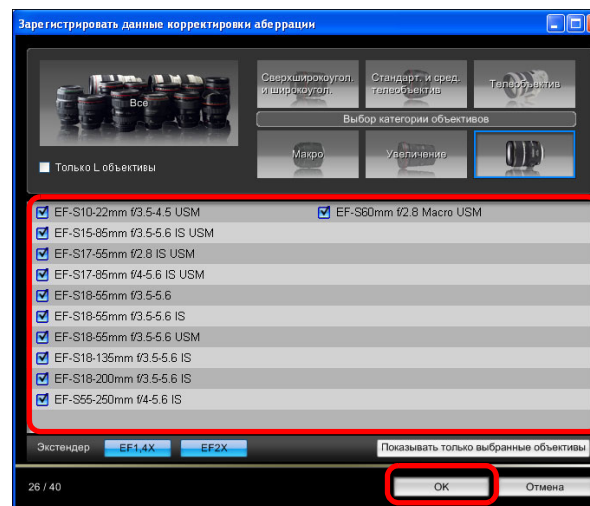 Зарегистрировать данные корректировки аберрации
Все
Только L объективы
Сверхширокоугол. и широкоугол.
Стандарт. и сред. телеобъектив
Телеобъектив
Выбор категории объективов
Макро
Увеличение
EF-S10-22mm f/3.5-4.5 USM
EF-S60mm f/2.8 Macro USM
EF-S15-85mm f/3.5-5.6 IS USM
EF-S17-55mm f/2.8 IS USM
EF-S17-85mm f/4-5.6 IS USM
EF-S18-55mm f/3.5-5.6
EF-S18-55mm f/3.5-5.6 IS
EF-S18-55mm f/3.5-5.6 USM
EF-S18-135mm f/3.5-5.6 IS
EF-S18-200mm f/3.5-5.6 IS
EF-S55-250mm f/4-5.6 IS
Экстендер EF1,4X EF2X Показывать только выбранные объективы
26 / 40 OK Отмена